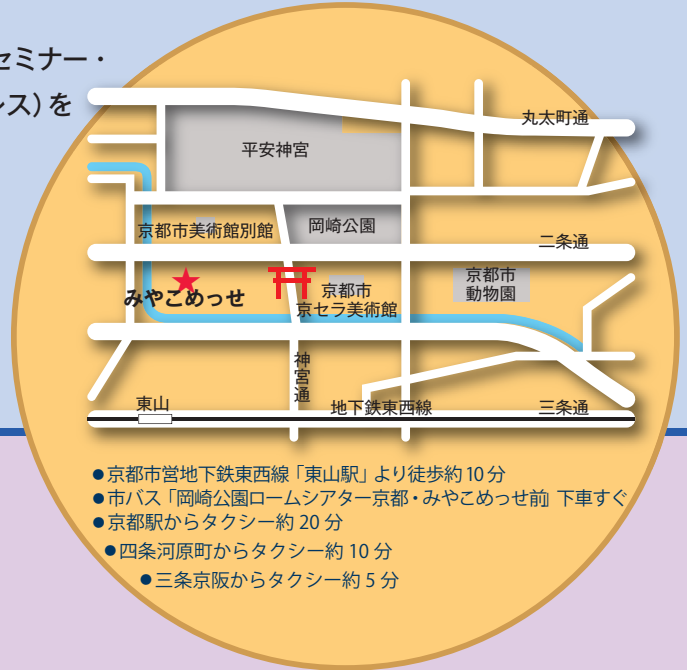 セミナー・
レス）を
丸太町通
平安神宮
京都市美術館別館
岡崎公園
二条通
みやこめっせ
京都市
京セラ美術館
京都市
動物園
神宮通
東山
地下鉄東西線
三条通
●京都市営地下鉄東西線「東山駅」より徒歩約10分
●市バス「岡崎公園ロームシアター京都・みやこめっせ前」下車すぐ
●京都駅からタクシー約 20 分
●四条河原町からタクシー約 10 分
●三条京阪からタクシー約 5 分